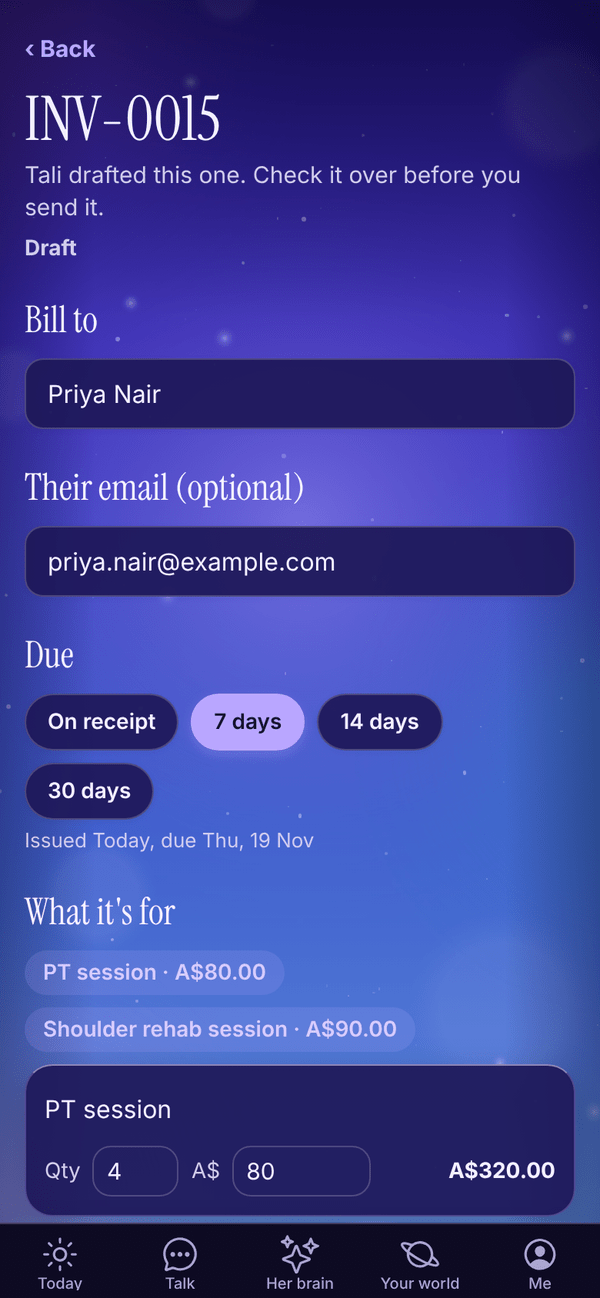 ‹ Back
INV-0015
Tali drafted this one. Check it over before you
send it.
Draft
Bill to
Priya Nair
Their email (optional)
priya.nair@example.com
Due
On receipt
7 days
14 days
30 days
Issued Today, due Thu, 19 Nov
What it's for
PT session · A$80.00
Shoulder rehab session · A$90.00
PT session
Qty 4 A$ 80 A$320.00
Today Talk Her brain Your world Me